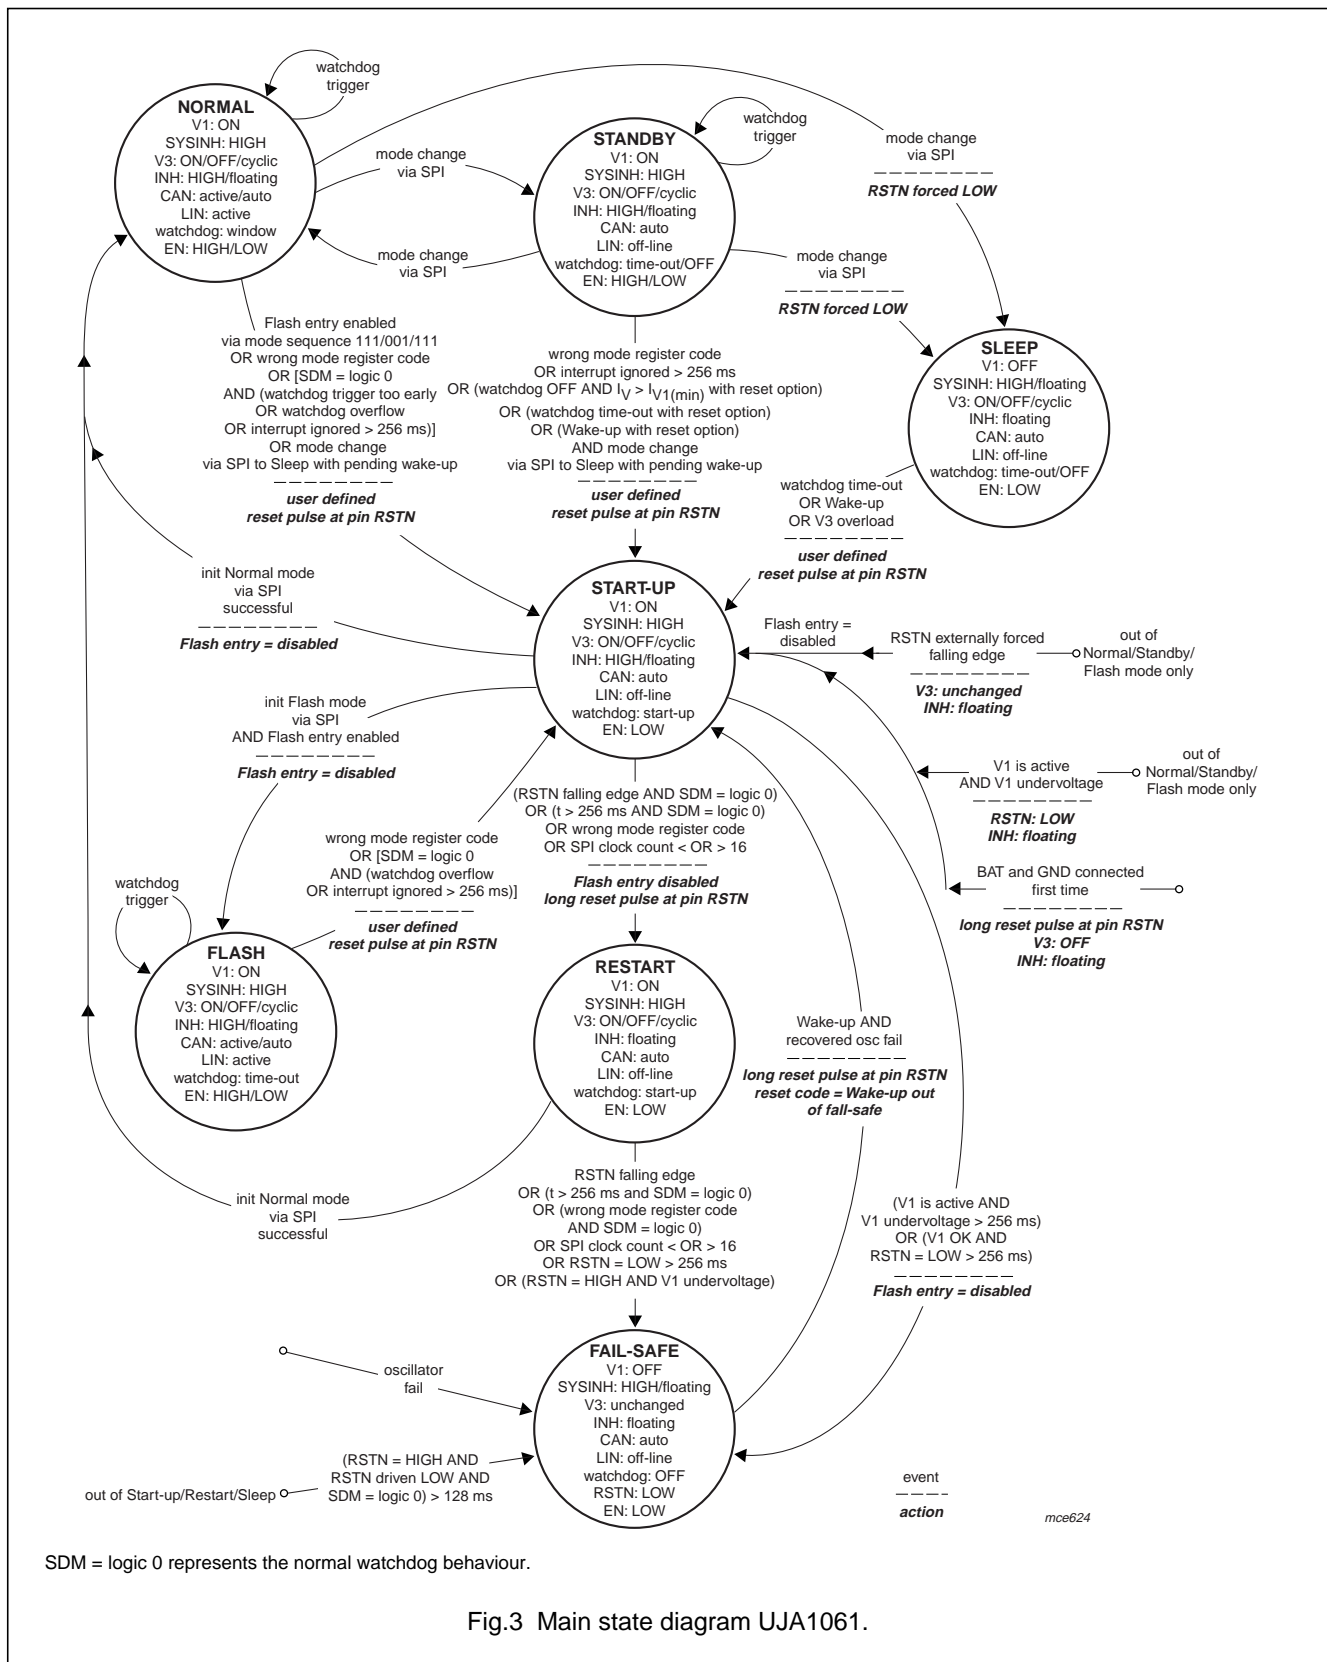 watchdog
trigger
NORMAL
V1: ON
SYSINH: HIGH
V3: ON/OFF/cyclic
INH: HIGH/floating
CAN: active/auto
LIN: active
watchdog: window
EN: HIGH/LOW
mode change
via SPI
mode change
via SPI
STANDBY
V1: ON
SYSINH: HIGH
V3: ON/OFF/cyclic
INH: HIGH/floating
CAN: auto
LIN: off-line
watchdog: time-out/OFF
EN: HIGH/LOW
watchdog
trigger
mode change
via SPI
RSTN forced LOW
mode change
via SPI
RSTN forced LOW
SLEEP
V1: OFF
SYSINH: HIGH/floating
V3: ON/OFF/cyclic
INH: floating
CAN: auto
LIN: off-line
watchdog: time-out/OFF
EN: LOW
Flash entry enabled
via mode sequence 111/001/111
OR wrong mode register code
OR [SDM = logic 0
AND (watchdog trigger too early
OR watchdog overflow
OR interrupt ignored > 256 ms)]
OR mode change
via SPI to Sleep with pending wake-up
user defined
reset pulse at pin RSTN
wrong mode register code
OR interrupt ignored > 256 ms
OR (watchdog OFF AND IV > IV1(min) with reset option)
OR (watchdog time-out with reset option)
OR (Wake-up with reset option)
AND mode change
via SPI to Sleep with pending wake-up
user defined
reset pulse at pin RSTN
watchdog time-out
OR Wake-up
OR V3 overload
user defined
reset pulse at pin RSTN
init Normal mode
via SPI
successful
Flash entry = disabled
START-UP
V1: ON
SYSINH: HIGH
V3: ON/OFF/cyclic
INH: HIGH/floating
CAN: auto
LIN: off-line
watchdog: start-up
EN: LOW
Flash entry =
disabled
RSTN externally forced
falling edge
V3: unchanged
INH: floating
out of
Normal/Standby/
Flash mode only
V1 is active
AND V1 undervoltage
RSTN: LOW
INH: floating
out of
Normal/Standby/
Flash mode only
BAT and GND connected
first time
long reset pulse at pin RSTN
V3: OFF
INH: floating
init Flash mode
via SPI
AND Flash entry enabled
Flash entry = disabled
wrong mode register code
OR [SDM = logic 0
AND (watchdog overflow
OR interrupt ignored > 256 ms)]
user defined
reset pulse at pin RSTN
(RSTN falling edge AND SDM = logic 0)
OR (t > 256 ms AND SDM = logic 0)
OR wrong mode register code
OR SPI clock count < OR > 16
Flash entry disabled
long reset pulse at pin RSTN
watchdog
trigger
FLASH
V1: ON
SYSINH: HIGH
V3: ON/OFF/cyclic
INH: HIGH/floating
CAN: active/auto
LIN: active
watchdog: time-out
EN: HIGH/LOW
RESTART
V1: ON
SYSINH: HIGH
V3: ON/OFF/cyclic
INH: floating
CAN: auto
LIN: off-line
watchdog: start-up
EN: LOW
Wake-up AND
recovered osc fail
long reset pulse at pin RSTN
reset code = Wake-up out
of fall-safe
init Normal mode
via SPI
successful
RSTN falling edge
OR (t > 256 ms and SDM = logic 0)
OR (wrong mode register code
AND SDM = logic 0)
OR SPI clock count < OR > 16
OR RSTN = LOW > 256 ms
OR (RSTN = HIGH AND V1 undervoltage)
(V1 is active AND
V1 undervoltage > 256 ms)
OR (V1 OK AND
RSTN = LOW > 256 ms)
Flash entry = disabled
oscillator
fail
FAIL-SAFE
V1: OFF
SYSINH: HIGH/floating
V3: unchanged
INH: floating
CAN: auto
LIN: off-line
watchdog: OFF
RSTN: LOW
EN: LOW
out of Start-up/Restart/Sleep
(RSTN = HIGH AND
RSTN driven LOW AND
SDM = logic 0) > 128 ms
event
action
mce624
SDM = logic 0 represents the normal watchdog behaviour.
Fig.3 Main state diagram UJA1061.